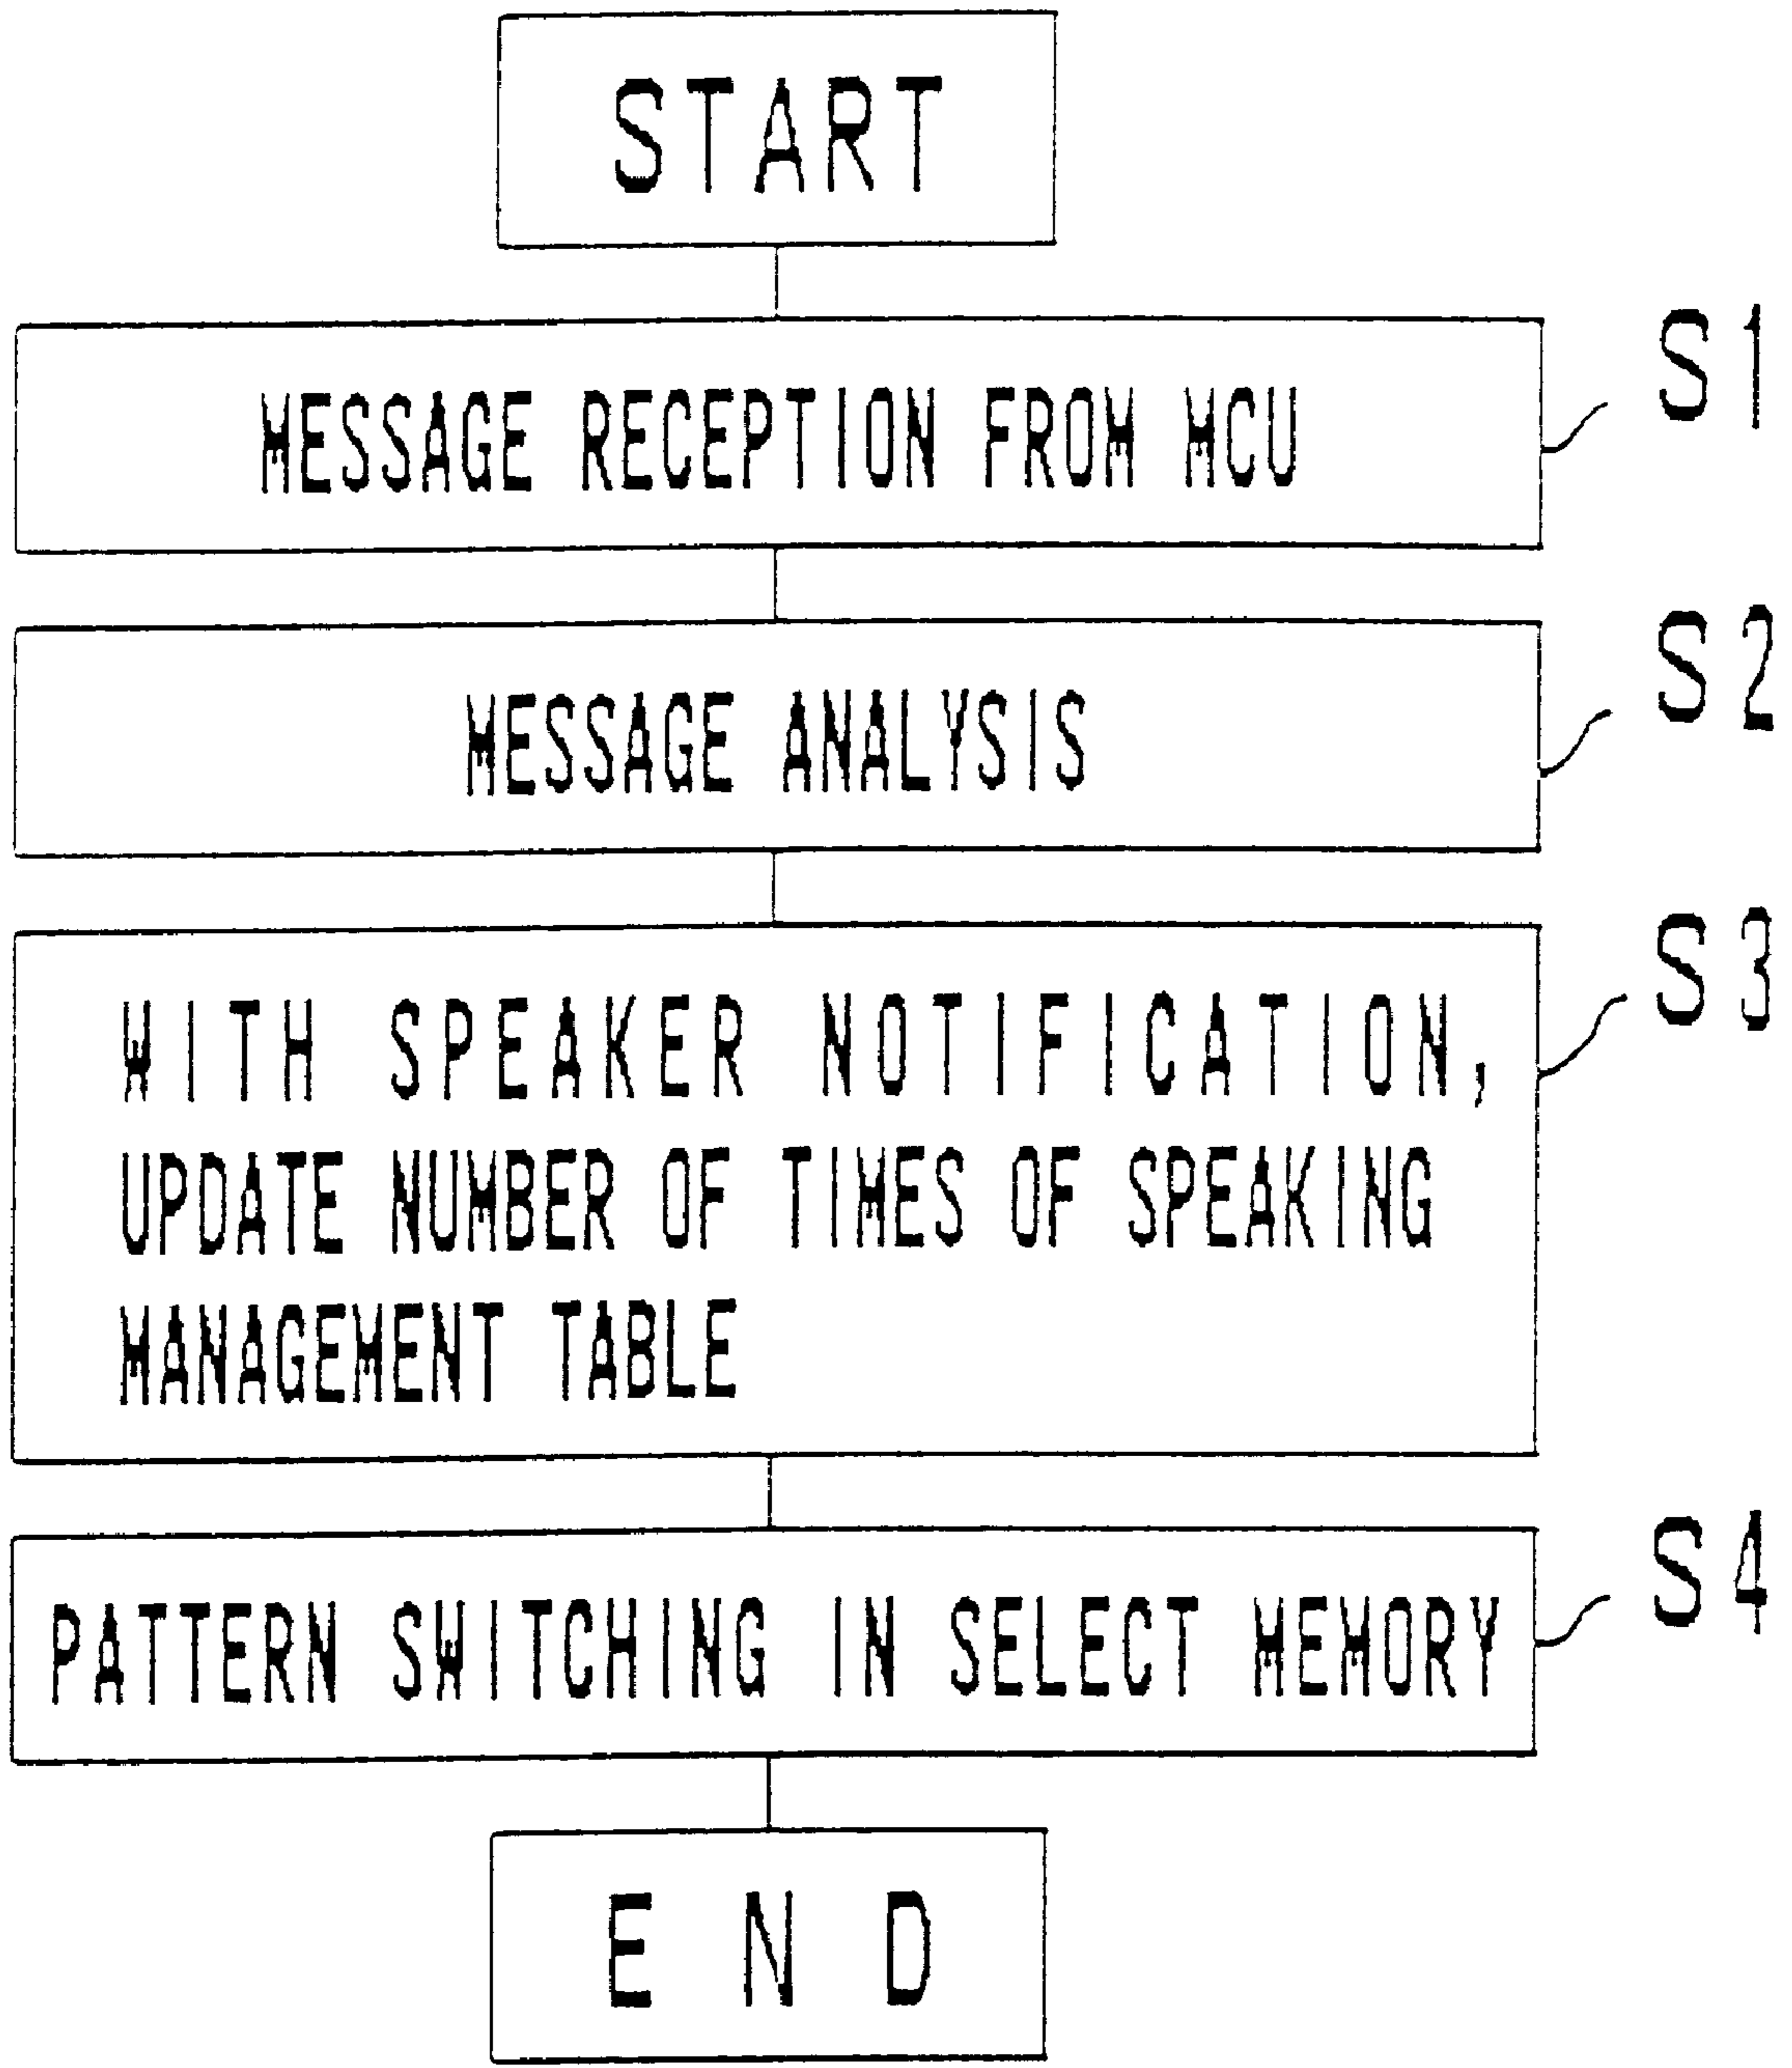 START
MESSAGE RECEPTION FROM MCU
S1
MESSAGE ANALYSIS
S2
WITH SPEAKER NOTIFICATION,
UPDATE NUMBER OF TIMES OF SPEAKING
MANAGEMENT TABLE
S3
PATTERN SWITCHING IN SELECT MEMORY
S4
END